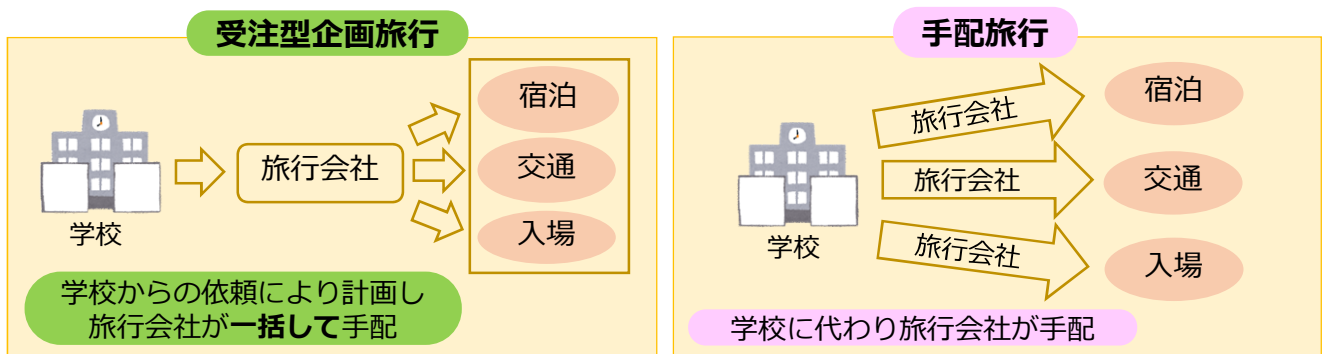 受注型企画旅行
学校
旅行会社
宿泊
交通
入場
学校からの依頼により計画し
旅行会社が一括して手配
手配旅行
学校
旅行会社
旅行会社
旅行会社
宿泊
交通
入場
学校に代わり旅行会社が手配